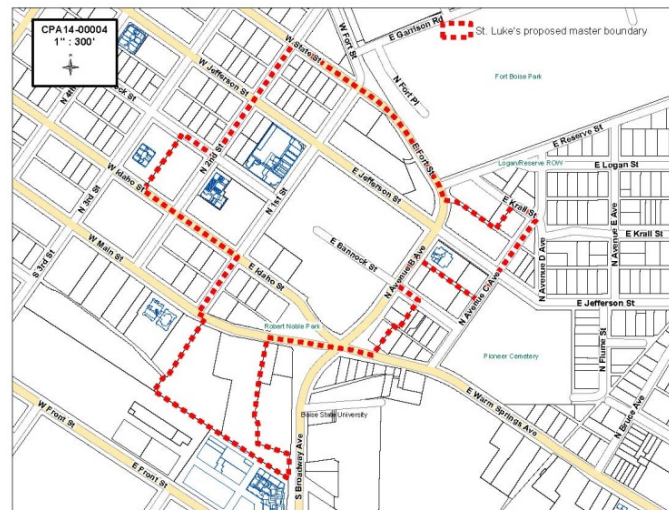 CPA14-00004
1" : 300'
St. Luke's proposed master boundary
W State St
W Fort St
E Garrison Rd
N Fort Pl
Fort Boise Park
W Jefferson St
N 4th
ock St
N 2nd St
E Fort St
E Reserve St
Logan/Reserve ROW
E Logan St
N 3rd St
W Idaho St
N 1st St
E Jefferson St
E Krall St
E Krall St
N Avenue D Ave
N Avenue E Ave
W Main St
S 3rd St
E Idaho St
E Bannock St
N Avenue B Ave
N Avenue C Ave
E Jefferson St
Robert Noble Park
Pioneer Cemetery
N Flume St
N Bruce Ave
E Warm Springs Ave
W Front St
E Front St
Boise State University
S Broadway Ave